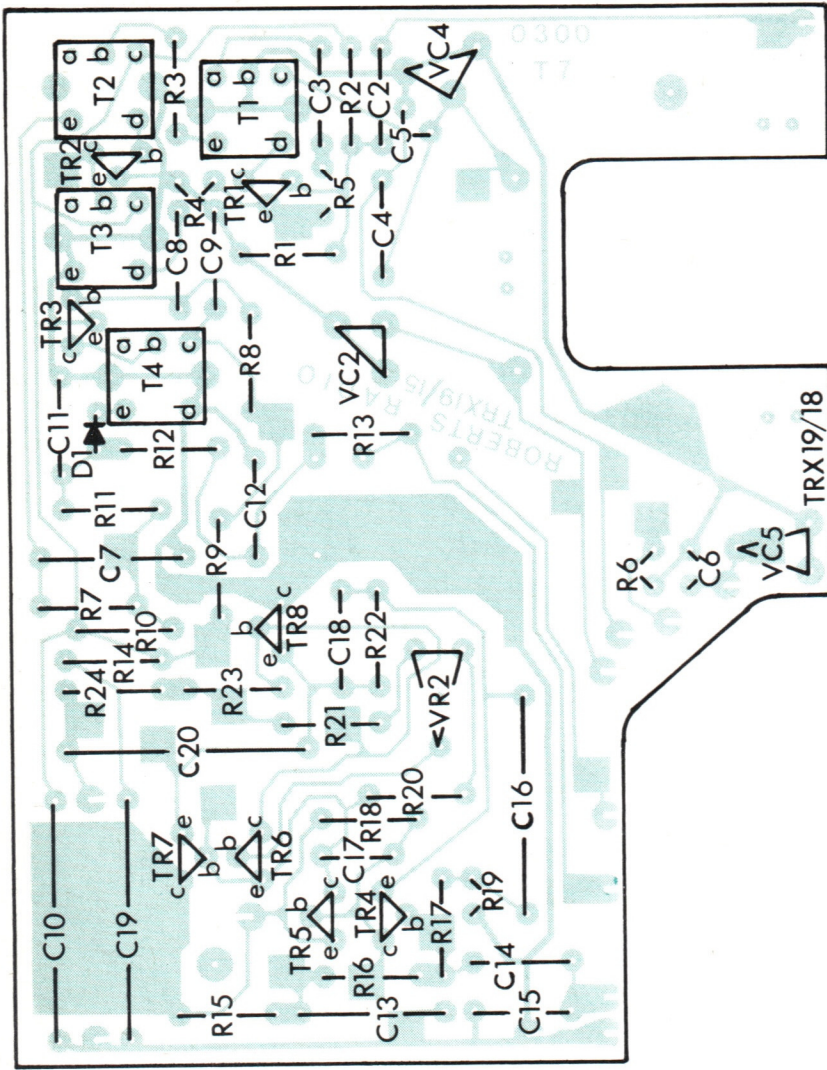 0300
T7
ROBERTS RADIO
TRX19/15
TRX19/18
a b c
T2
e d
R3
a b c
T1
e d
C3
R2
C2
VC4
C5
TR2
c
e
b
a b c
T3
e d
C8
R4
C9
TR1
c
e
b
R5
R1
C4
TR3
c
b
e
a b c
T4
e d
R8
VC2
C11
D1
R12
R13
R11
C12
C7
R9
R7
R10
R14
R24
R23
b
c
e
TR8
C18
R22
R6
C6
VC5
VR2
R21
C20
R20
R18
C17
C16
C10
C19
TR7
c
e
b
b
c
e
TR6
TR5
b
c
e
TR4
c
e
b
R17
R19
R16
C14
R15
C13
C15